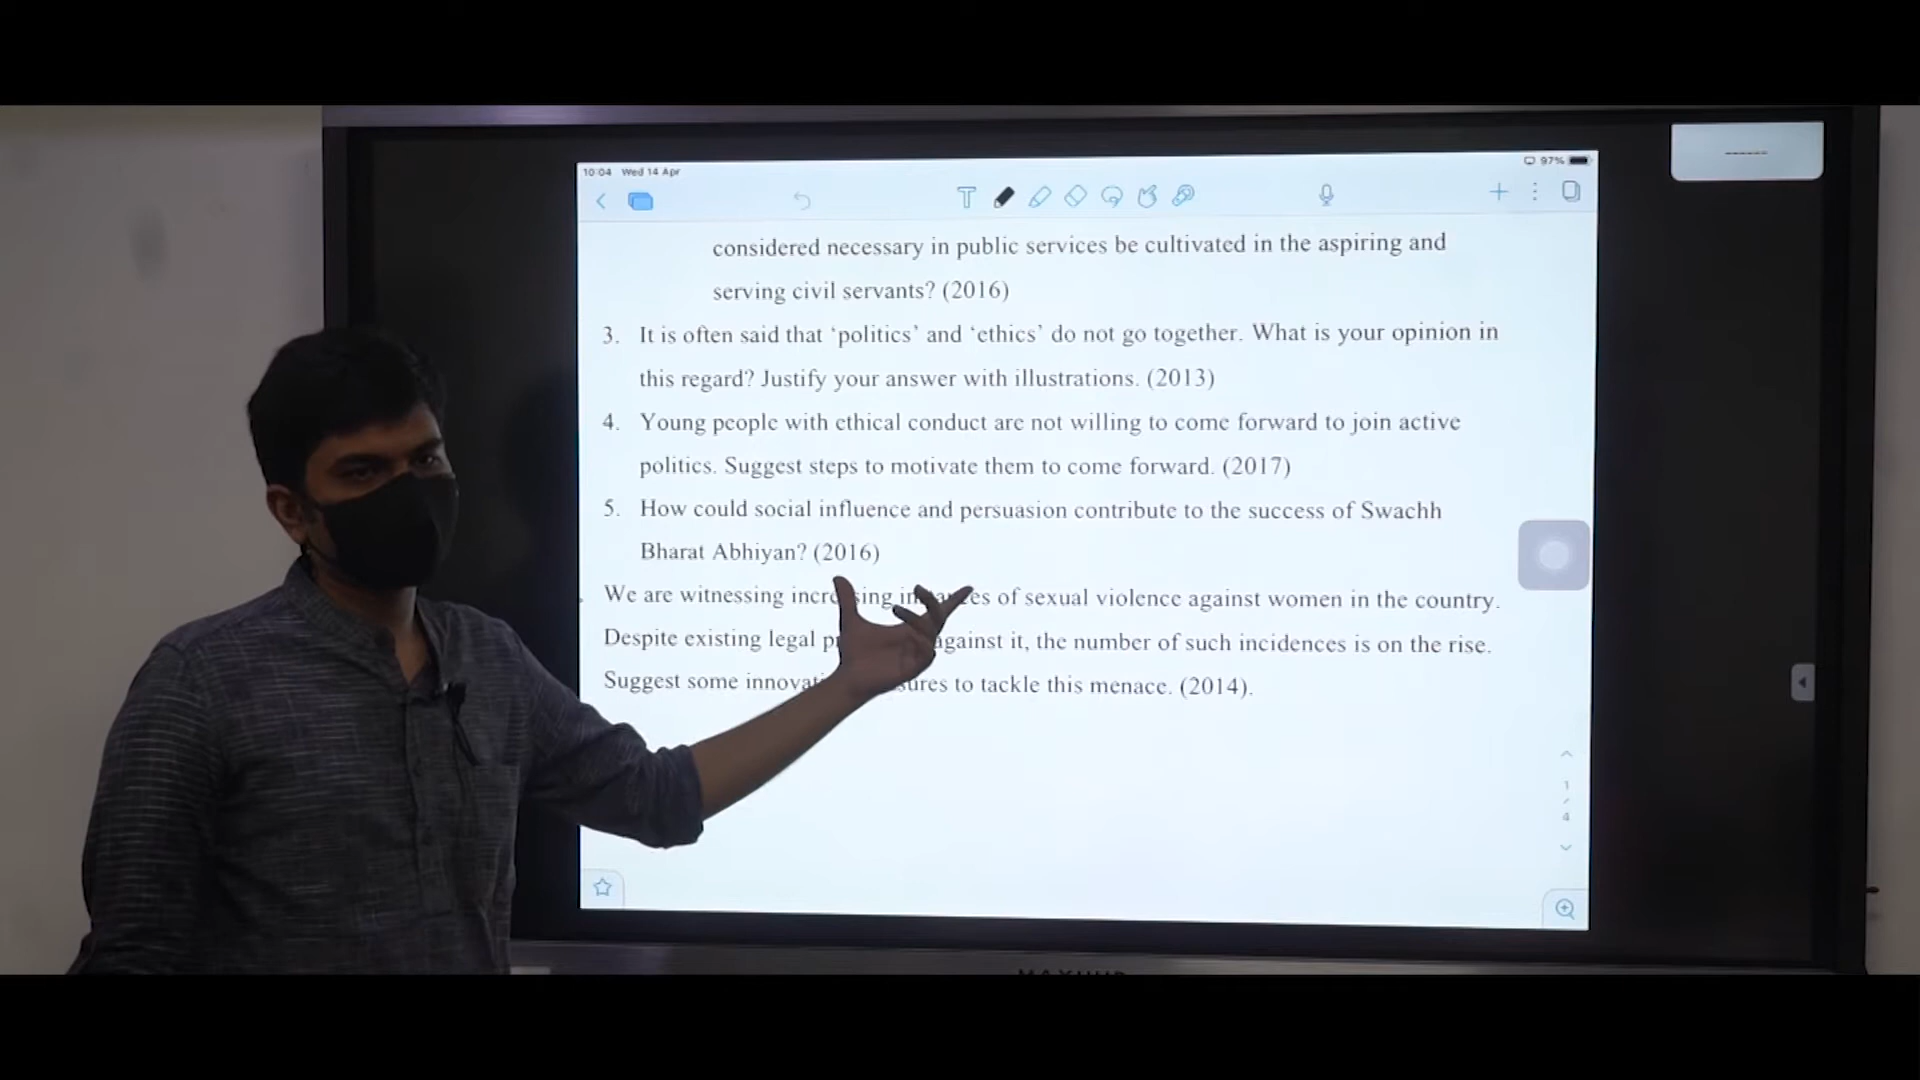 10:04 Wed 14 Apr
97%
considered necessary in public services be cultivated in the aspiring and
serving civil servants? (2016)
3. It is often said that ‘politics’ and ‘ethics’ do not go together. What is your opinion in
this regard? Justify your answer with illustrations. (2013)
4. Young people with ethical conduct are not willing to come forward to join active
politics. Suggest steps to motivate them to come forward. (2017)
5. How could social influence and persuasion contribute to the success of Swachh
Bharat Abhiyan? (2016)
We are witnessing of sexual violence against women in the country.
Despite existing legal against it, the number of such incidences is on the rise.
Suggest some to tackle this menace. (2014).
1
/
4